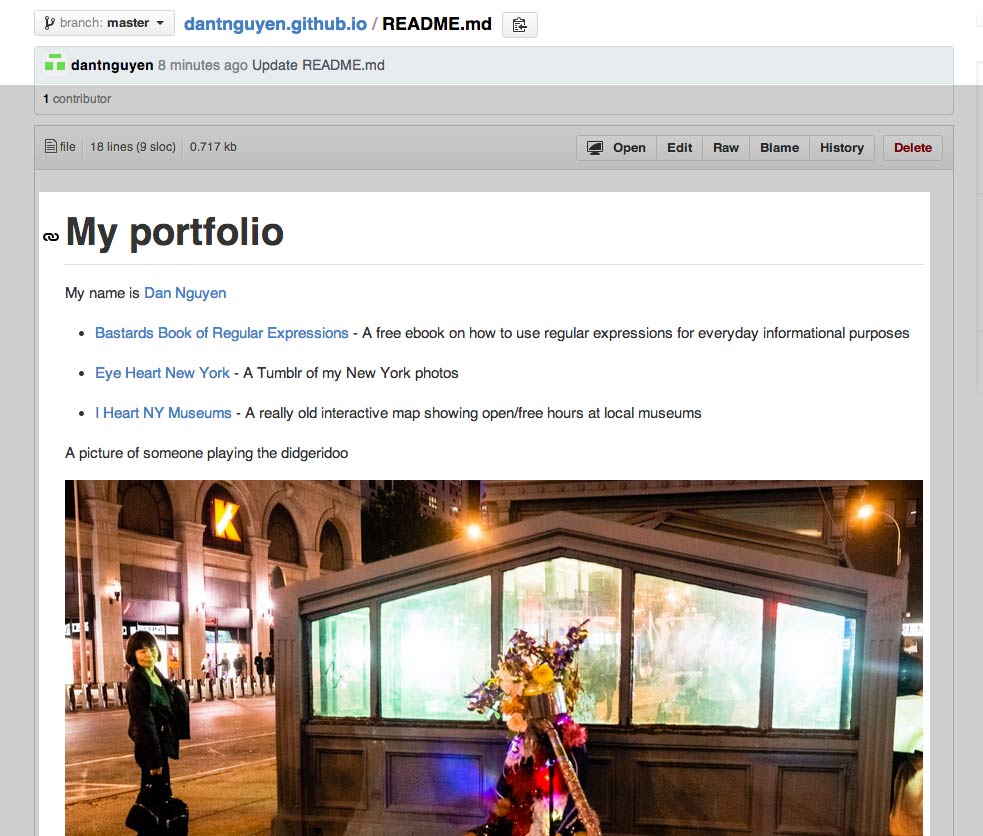 branch: master
dantnguyen.github.io / README.md
dantnguyen 8 minutes ago Update README.md
1 contributor
file 18 lines (9 sloc) 0.717 kb
Open Edit Raw Blame History Delete
My portfolio
My name is Dan Nguyen
• Bastards Book of Regular Expressions - A free ebook on how to use regular expressions for everyday informational purposes
• Eye Heart New York - A Tumblr of my New York photos
• I Heart NY Museums - A really old interactive map showing open/free hours at local museums
A picture of someone playing the didgeridoo
K